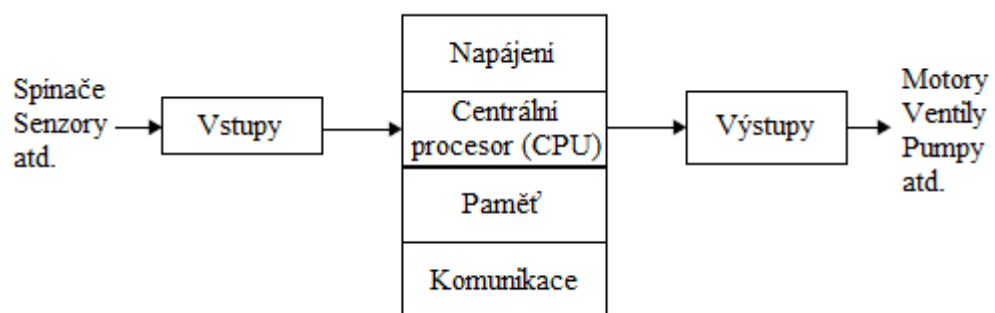 Spínače
Senzory
atd.
Vstupy
Napájení
Centrální
procesor (CPU)
Paměť
Komunikace
Výstupy
Motory
Ventily
Pumpy
atd.